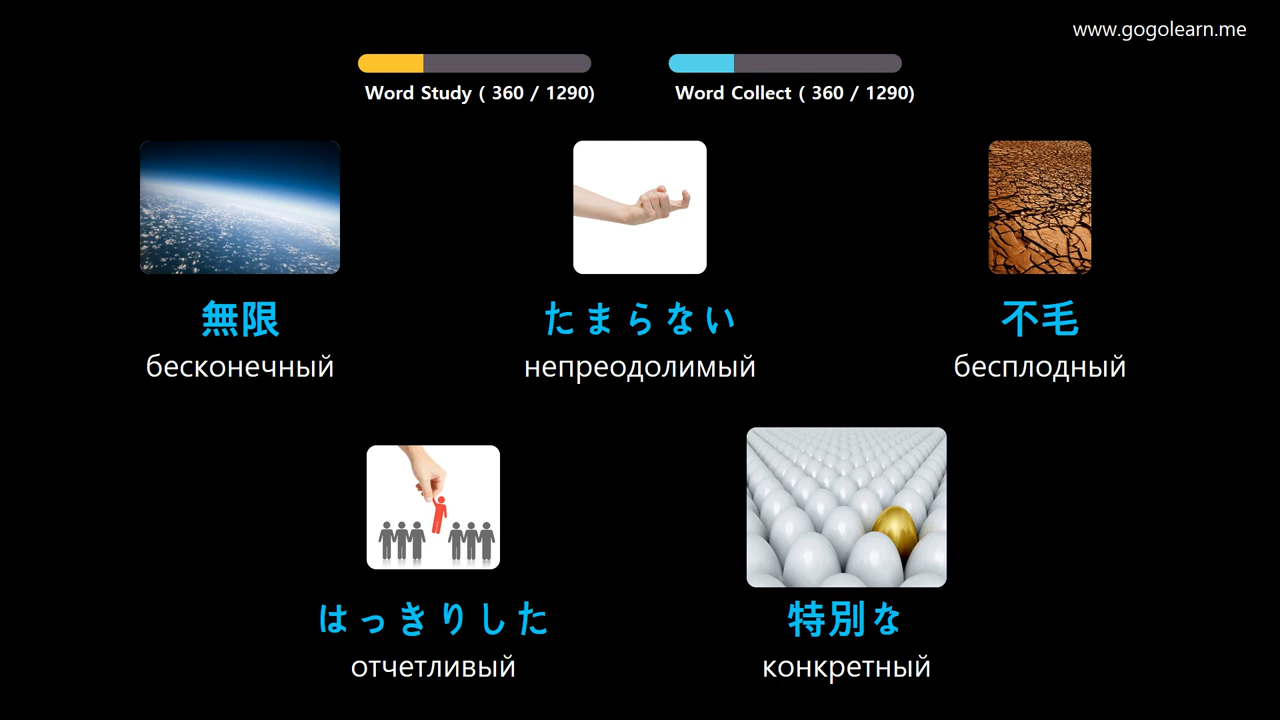 www.gogolearn.me
Word Study ( 360 / 1290)
Word Collect ( 360 / 1290)
無限
たまらない
不毛
бесконечный
непреодолимый
бесплодный
はっきりした
特別な
отчетливый
конкретный